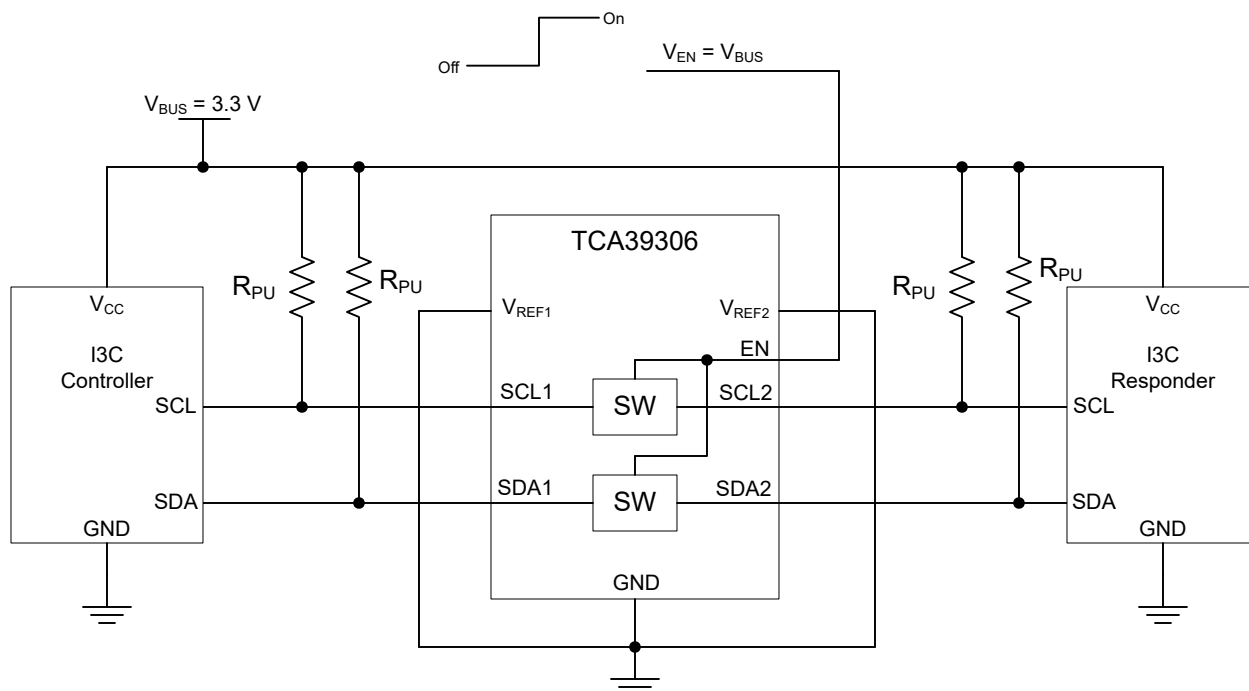 On
Off
V_EN = V_BUS
V_BUS = 3.3 V
TCA39306
R_PU
R_PU
R_PU
R_PU
V_CC
V_REF1
V_REF2
V_CC
I3C
Controller
EN
I3C
Responder
SCL
SCL1
SW
SCL2
SCL
SDA
SDA1
SW
SDA2
SDA
GND
GND
GND